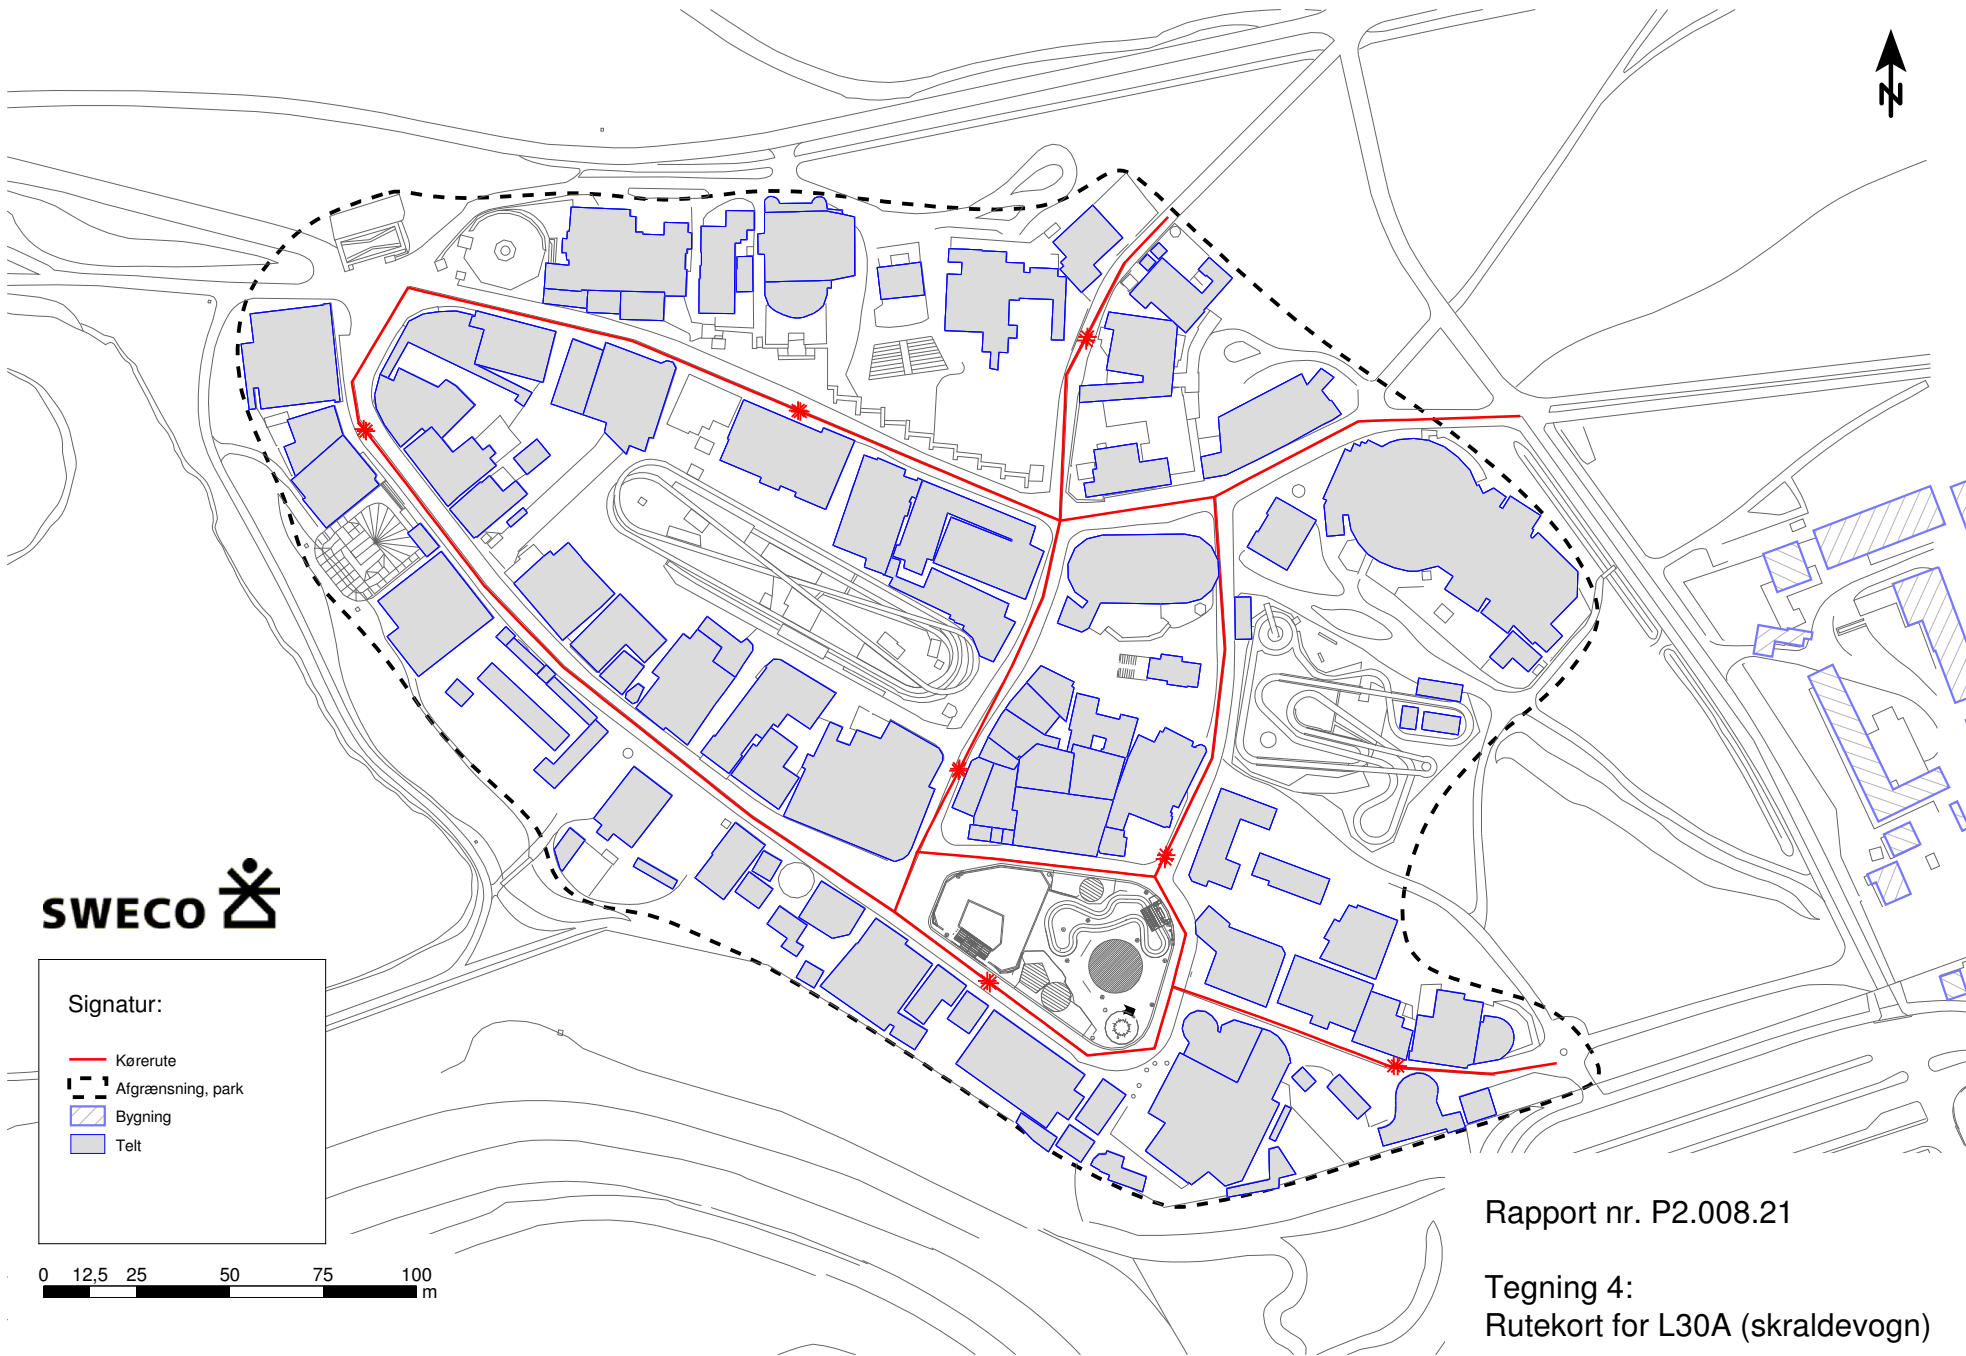 N
SWECO
Signatur:
Kørerute
Afgrænsning, park
Bygning
Telt
0 12,5 25 50 75 100
m
Rapport nr. P2.008.21
Tegning 4:
Rutekort for L30A (skraldevogn)